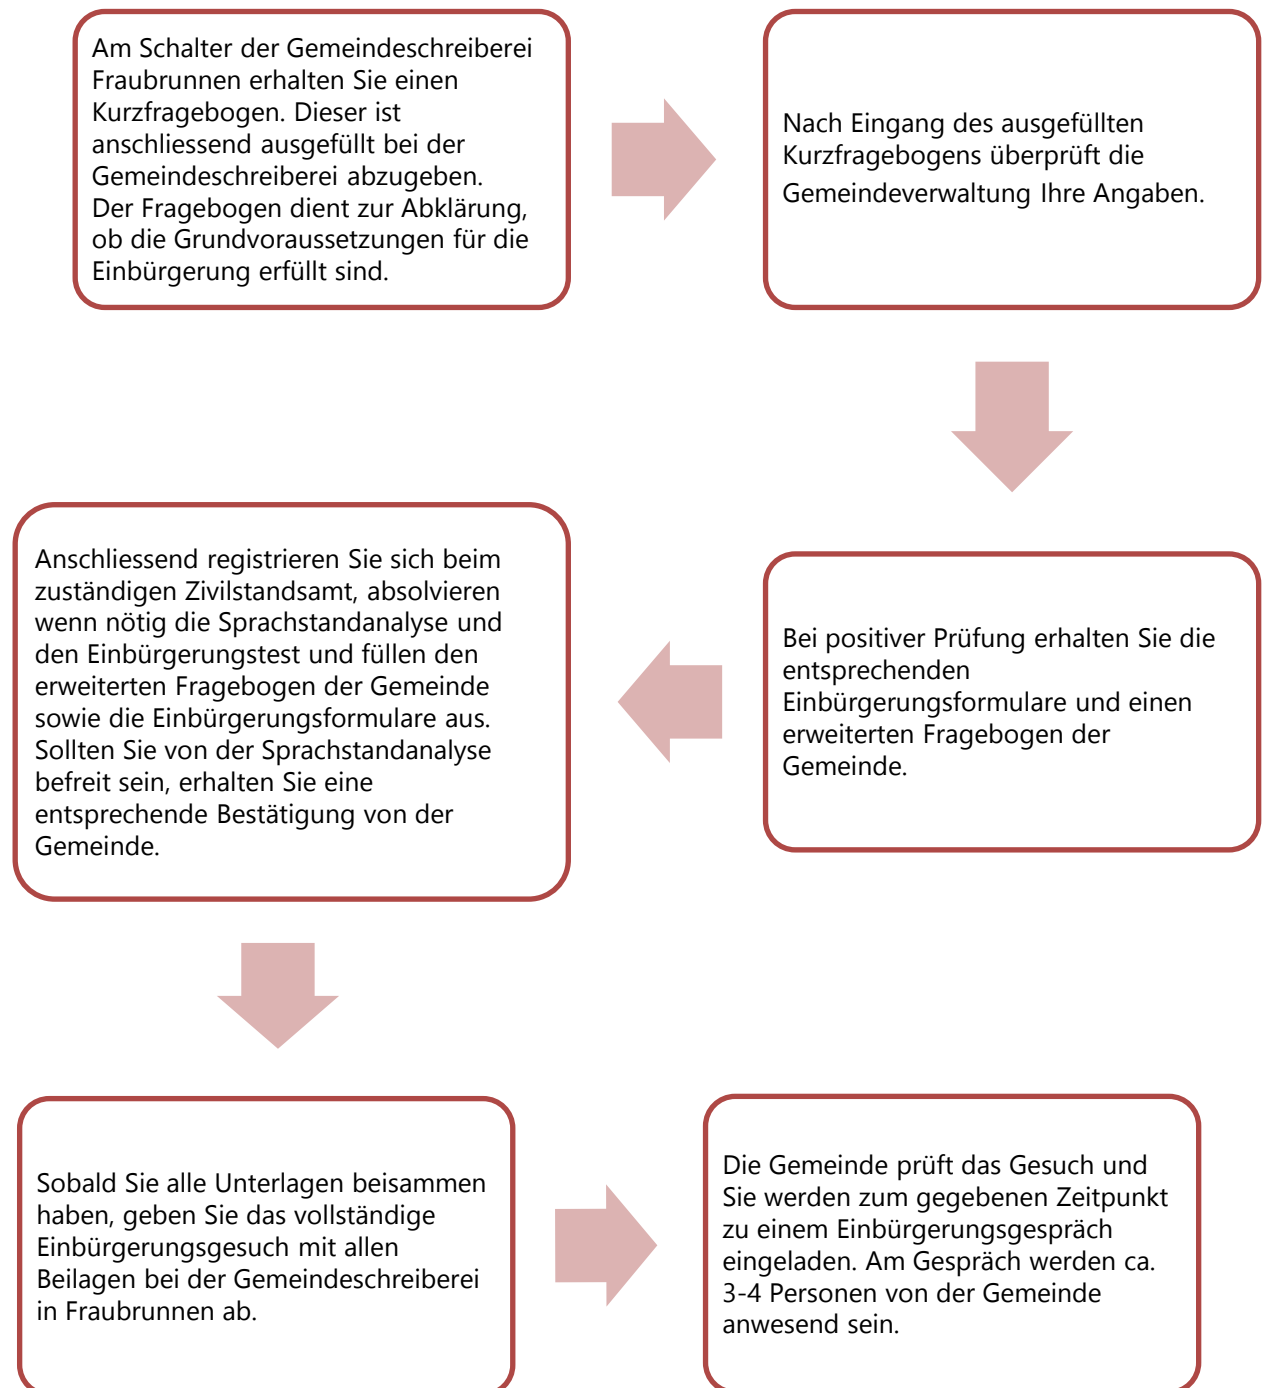 Am Schalter der Gemeindeschreiberei
Fraubrunnen erhalten Sie einen
Kurzfragebogen. Dieser ist
anschliessend ausgefüllt bei der
Gemeindeschreiberei abzugeben.
Der Fragebogen dient zur Abklärung,
ob die Grundvoraussetzungen für die
Einbürgerung erfüllt sind.
Nach Eingang des ausgefüllten
Kurzfragebogens überprüft die
Gemeindeverwaltung Ihre Angaben.
Bei positiver Prüfung erhalten Sie die
entsprechenden
Einbürgerungsformulare und einen
erweiterten Fragebogen der
Gemeinde.
Anschliessend registrieren Sie sich beim
zuständigen Zivilstandsamt, absolvieren
wenn nötig die Sprachstandanalyse und
den Einbürgerungstest und füllen den
erweiterten Fragebogen der Gemeinde
sowie die Einbürgerungsformulare aus.
Sollten Sie von der Sprachstandanalyse
befreit sein, erhalten Sie eine
entsprechende Bestätigung von der
Gemeinde.
Sobald Sie alle Unterlagen beisammen
haben, geben Sie das vollständige
Einbürgerungsgesuch mit allen
Beilagen bei der Gemeindeschreiberei
in Fraubrunnen ab.
Die Gemeinde prüft das Gesuch und
Sie werden zum gegebenen Zeitpunkt
zu einem Einbürgerungsgespräch
eingeladen. Am Gespräch werden ca.
3-4 Personen von der Gemeinde
anwesend sein.